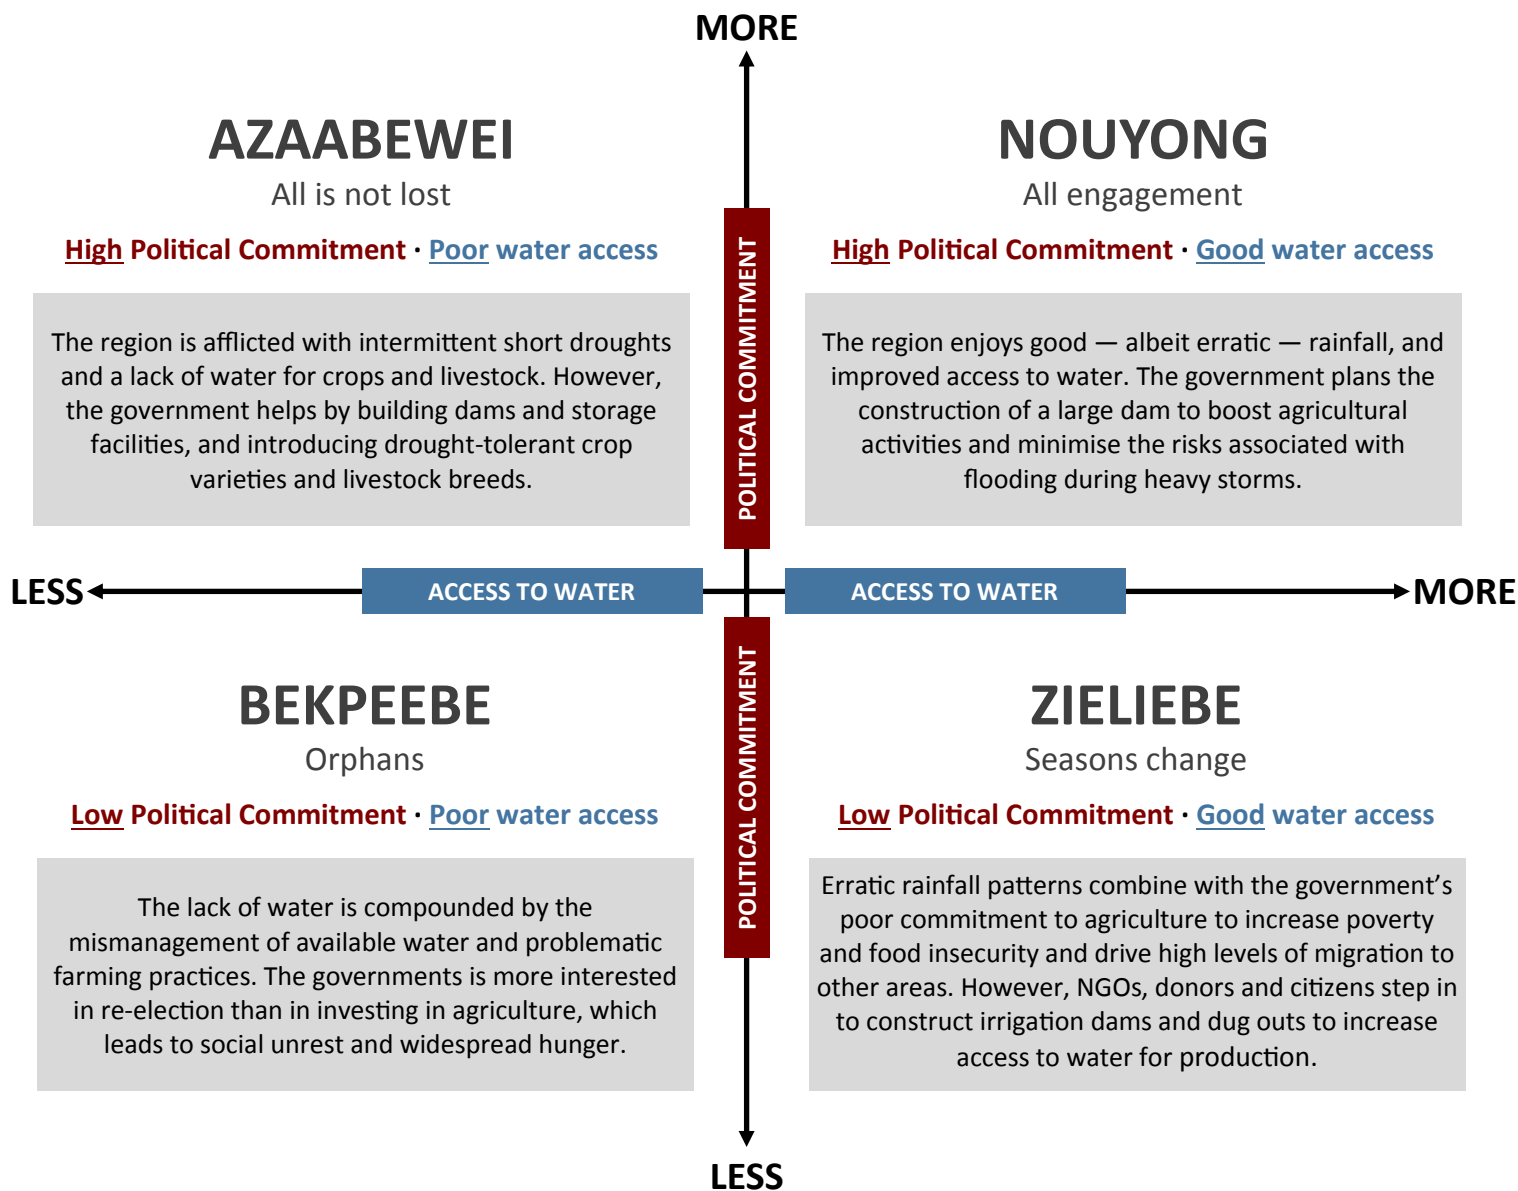 MORE
AZAABEWEI
All is not lost
High Political Commitment · Poor water access
The region is afflicted with intermittent short droughts
and a lack of water for crops and livestock. However,
the government helps by building dams and storage
facilities, and introducing drought-tolerant crop
varieties and livestock breeds.
NOUYONG
All engagement
High Political Commitment · Good water access
The region enjoys good — albeit erratic — rainfall, and
improved access to water. The government plans the
construction of a large dam to boost agricultural
activities and minimise the risks associated with
flooding during heavy storms.
POLITICAL COMMITMENT
LESS
ACCESS TO WATER
ACCESS TO WATER
MORE
POLITICAL COMMITMENT
BEKPEEBE
Orphans
Low Political Commitment · Poor water access
The lack of water is compounded by the
mismanagement of available water and problematic
farming practices. The governments is more interested
in re-election than in investing in agriculture, which
leads to social unrest and widespread hunger.
ZIELIEBE
Seasons change
Low Political Commitment · Good water access
Erratic rainfall patterns combine with the government’s
poor commitment to agriculture to increase poverty
and food insecurity and drive high levels of migration to
other areas. However, NGOs, donors and citizens step in
to construct irrigation dams and dug outs to increase
access to water for production.
LESS